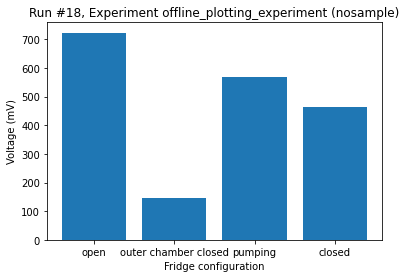 Run #18, Experiment offline_plotting_experiment (nosample)
Voltage (mV)
700
600
500
400
300
200
100
0
open outer chamber closed pumping closed
Fridge configuration